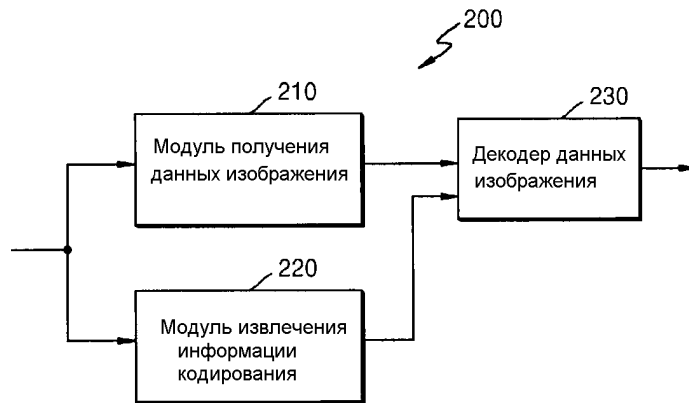 200
210
Модуль получения
данных изображения
230
Декодер данных
изображения
220
Модуль извлечения
информации
кодирования